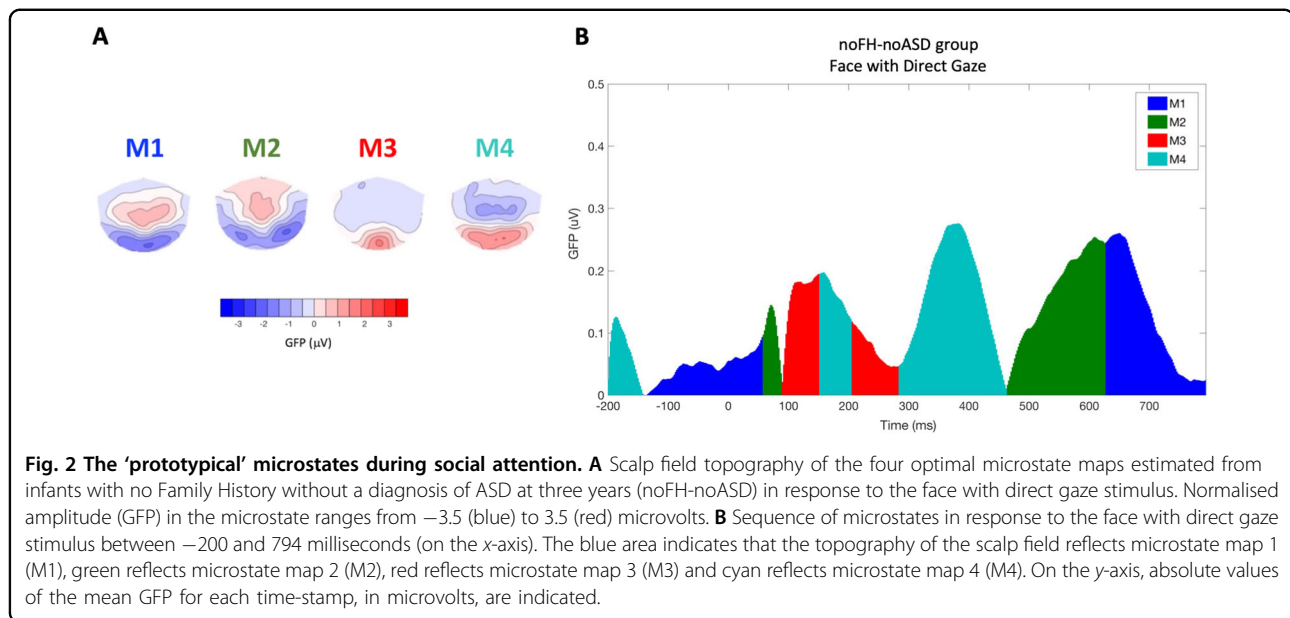 A
B
noFH-noASD group
Face with Direct Gaze
M1
M2
M3
M4
-3
-2
-1
0
1
2
3
GFP (μV)
0.5
0.4
0.3
0.2
0.1
0
GFP (uV)
M1
M2
M3
M4
-200
-100
0
100
200
300
400
500
600
700
Time (ms)
Fig. 2 The ‘prototypical’ microstates during social attention. A Scalp field topography of the four optimal microstate maps estimated from
infants with no Family History without a diagnosis of ASD at three years (noFH-noASD) in response to the face with direct gaze stimulus. Normalised
amplitude (GFP) in the microstate ranges from −3.5 (blue) to 3.5 (red) microvolts. B Sequence of microstates in response to the face with direct gaze
stimulus between −200 and 794 milliseconds (on the x-axis). The blue area indicates that the topography of the scalp field reflects microstate map 1
(M1), green reflects microstate map 2 (M2), red reflects microstate map 3 (M3) and cyan reflects microstate map 4 (M4). On the y-axis, absolute values
of the mean GFP for each time-stamp, in microvolts, are indicated.